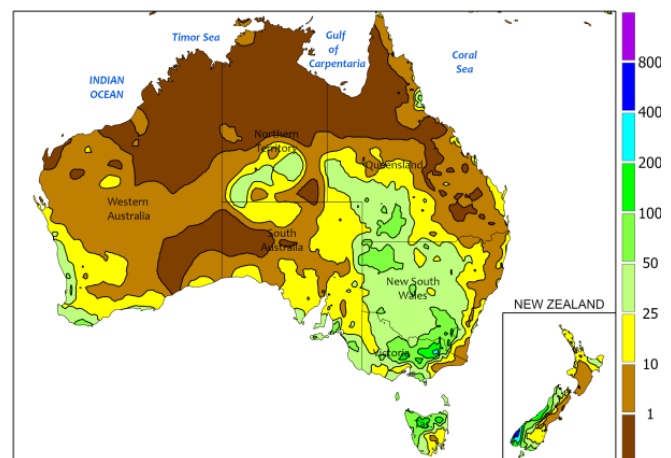 Timor Sea
Gulf
of
Carpentaria
Coral
Sea
INDIAN
OCEAN
Northern
Territory
Queensland
Western
Australia
South
Australia
New South
Wales
Victoria
NEW ZEALAND
800
400
200
100
50
25
10
1